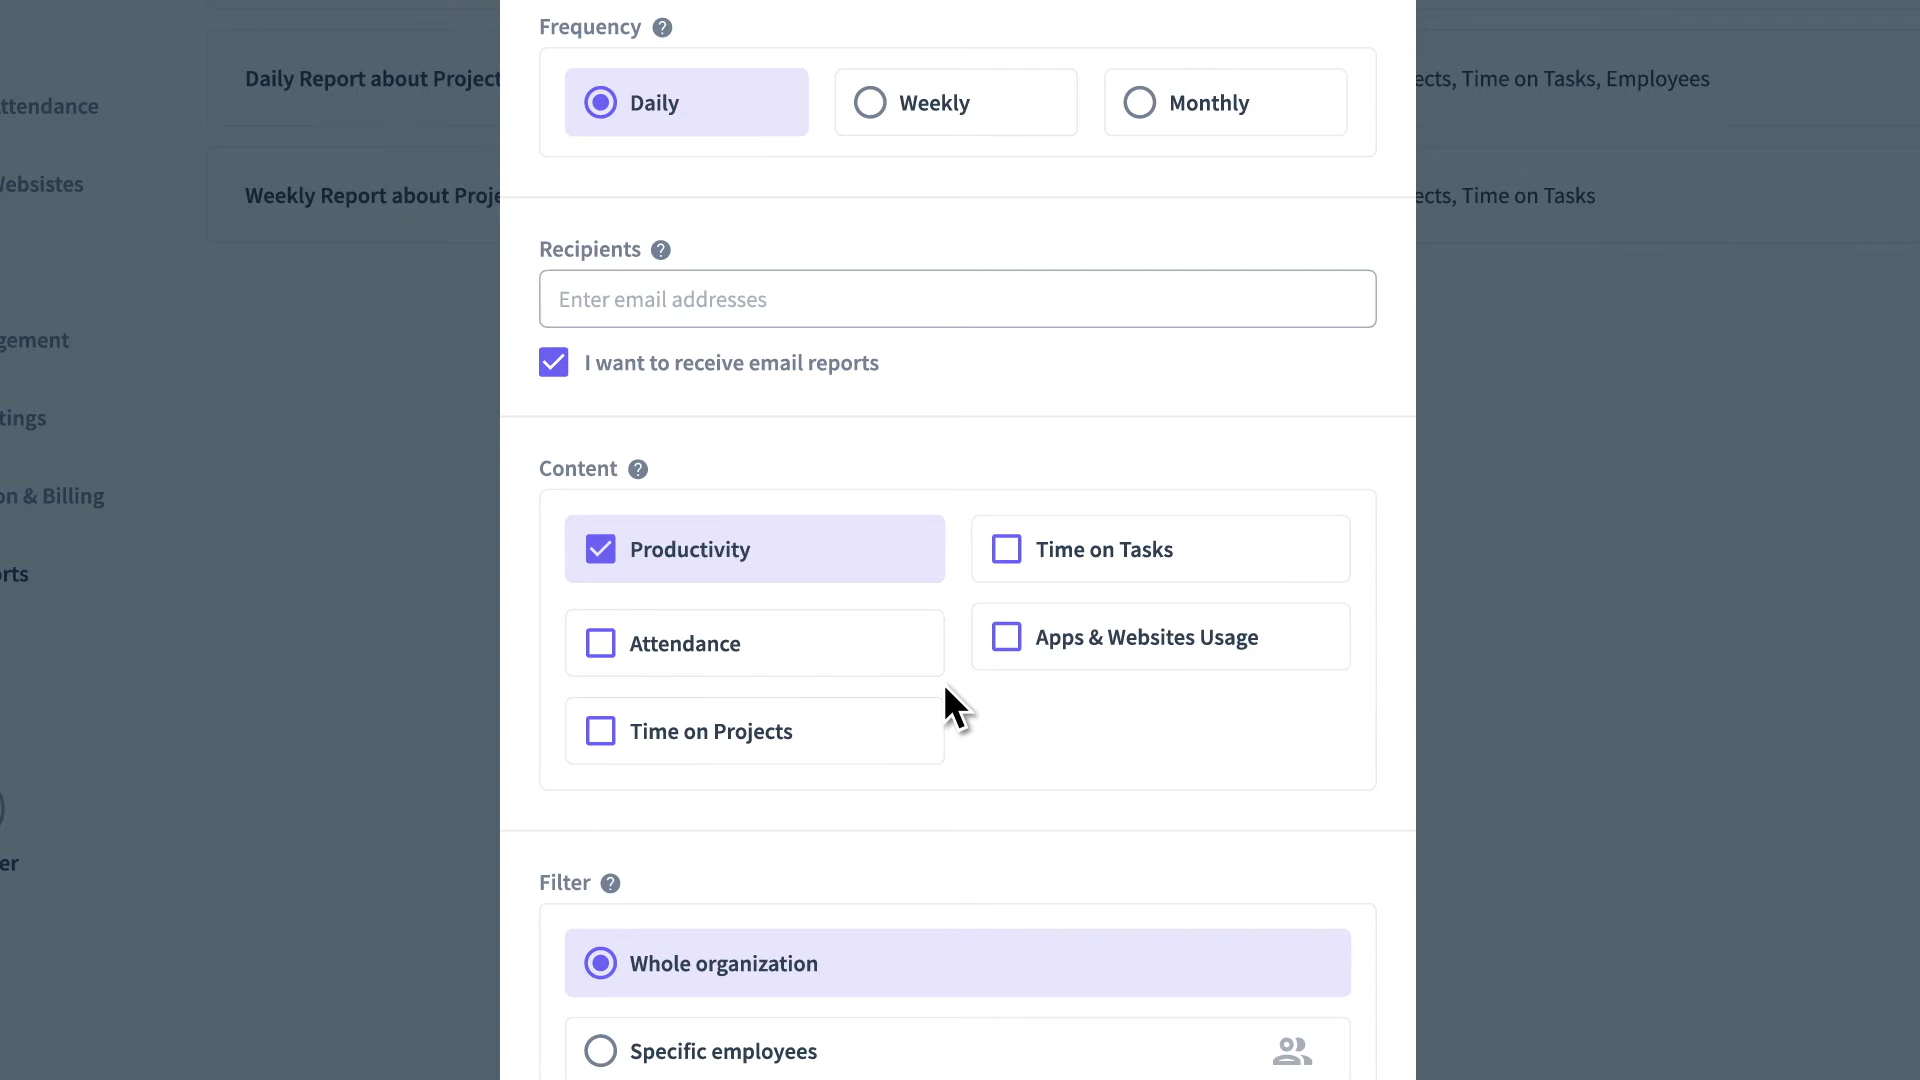 Frequency
Daily
Weekly
Monthly
Daily Report about Project
ects, Time on Tasks, Employees
ttendance
Websistes
Weekly Report about Proje
ects, Time on Tasks
Recipients
Enter email addresses
I want to receive email reports
gement
tings
on & Billing
orts
er
Content
Productivity
Time on Tasks
Attendance
Apps & Websites Usage
Time on Projects
Filter
Whole organization
Specific employees